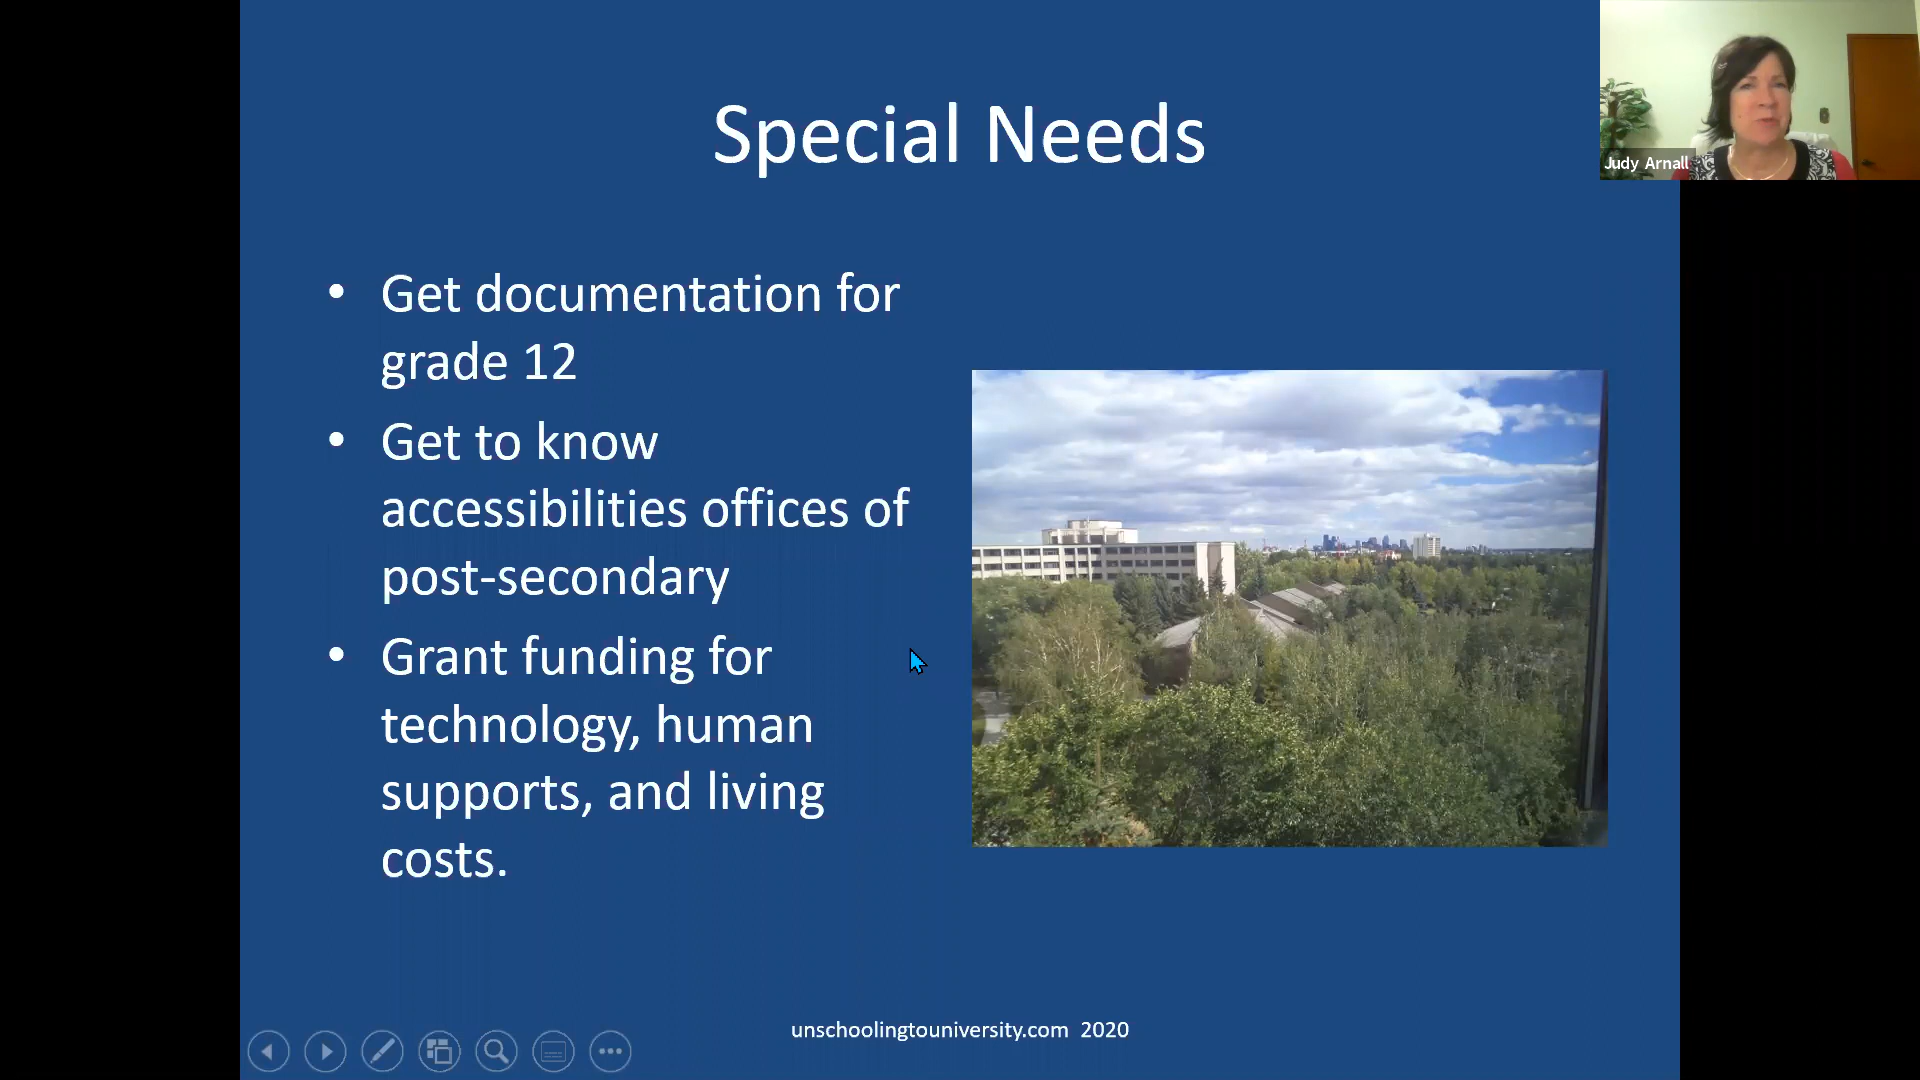 Special Needs
Judy Arnall
• Get documentation for
grade 12
• Get to know
accessibilities offices of
post-secondary
• Grant funding for
technology, human
supports, and living
costs.
unschoolingtouniversity.com 2020